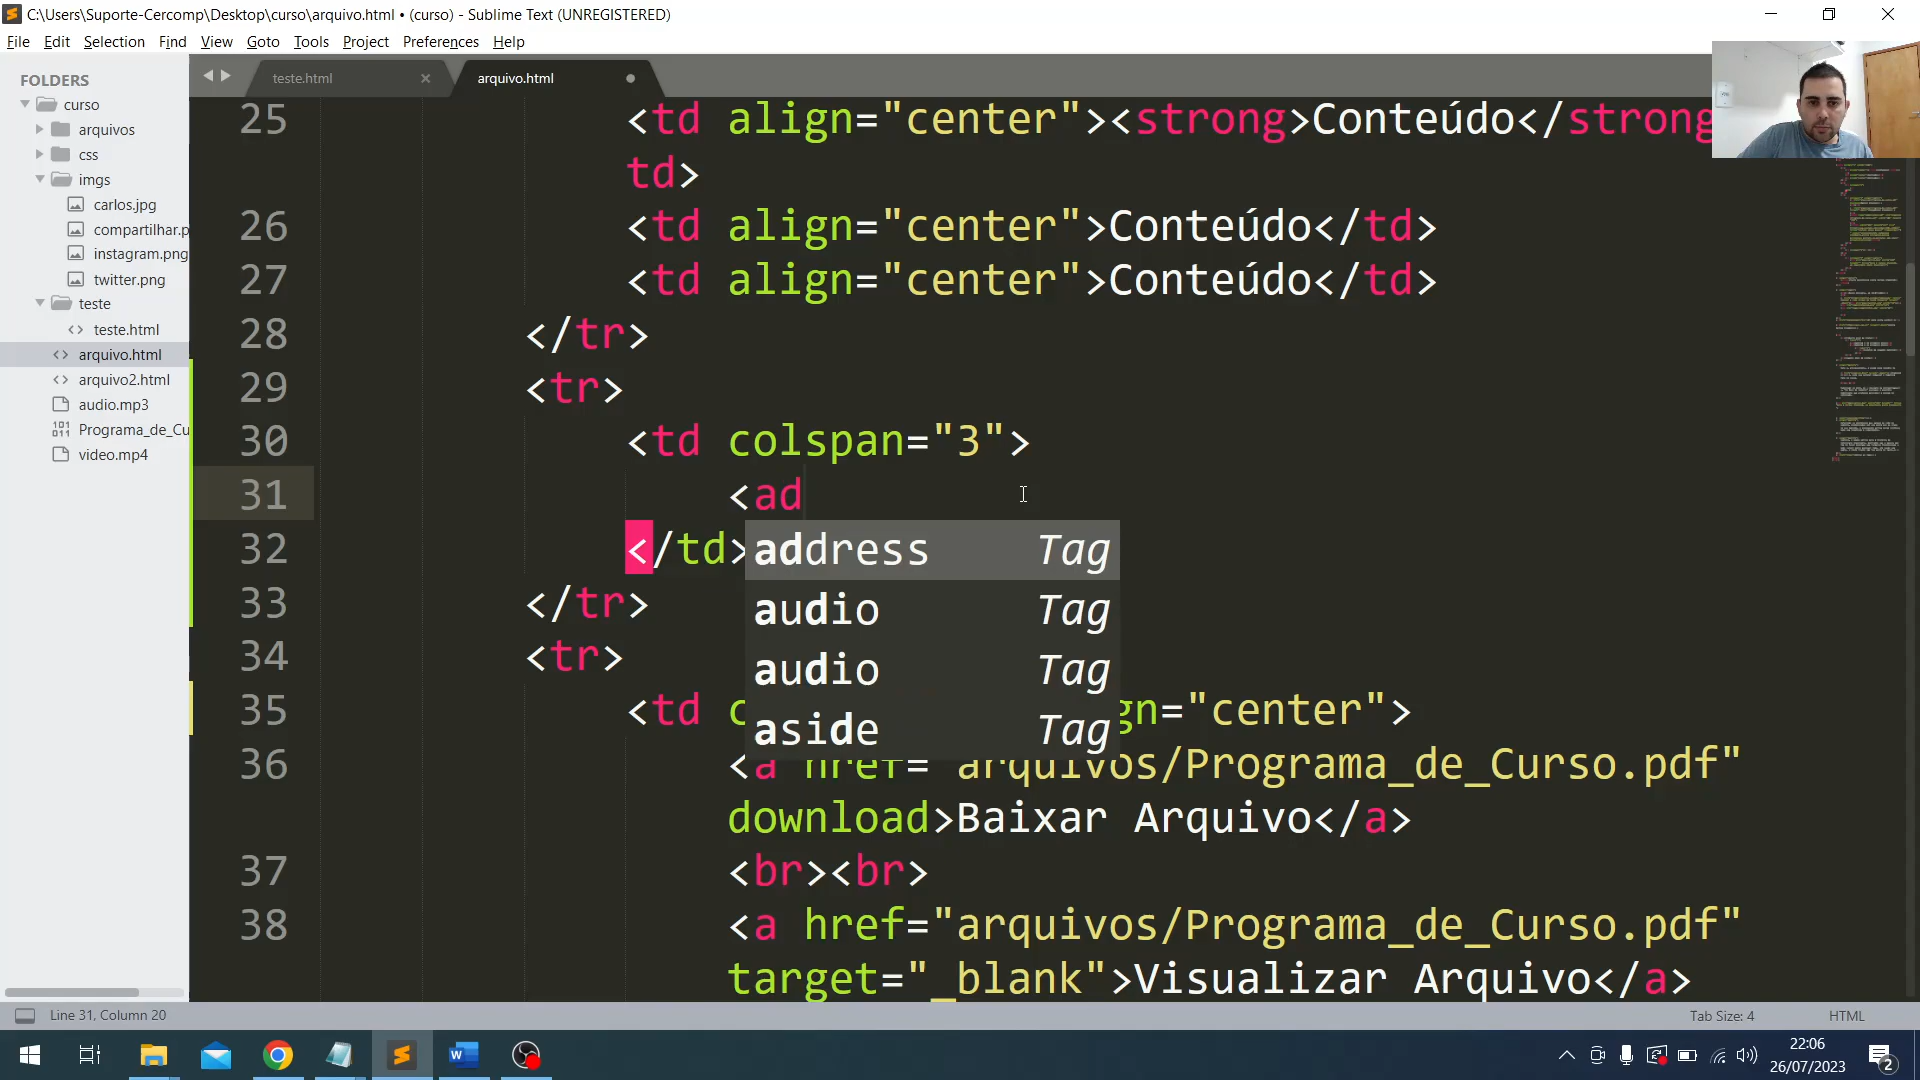 C:\Users\Suporte-Cercomp\Desktop\curso\arquivo.html • (curso) - Sublime Text (UNREGISTERED)
File Edit Selection Find View Goto Tools Project Preferences Help
FOLDERS
curso
arquivos
css
imgs
carlos.jpg
compartilhar.p
instagram.png
twitter.png
teste
teste.html
arquivo.html
arquivo2.html
audio.mp3
Programa_de_Cu
video.mp4
teste.html
arquivo.html
25 <td align="center"><strong>Conteúdo</strong
td>
26 <td align="center">Conteúdo</td>
27 <td align="center">Conteúdo</td>
28 </tr>
29 <tr>
30 <td colspan="3">
31 <ad
32 </td>
address Tag
audio Tag
audio Tag
aside Tag
33 </tr>
34 <tr>
35 <td c gn="center">
36 <a href="arquivos/Programa_de_Curso.pdf"
download>Baixar Arquivo</a>
37 <br><br>
38 <a href="arquivos/Programa_de_Curso.pdf"
target="_blank">Visualizar Arquivo</a>
Line 31, Column 20
Tab Size: 4
HTML
22:06
26/07/2023
2